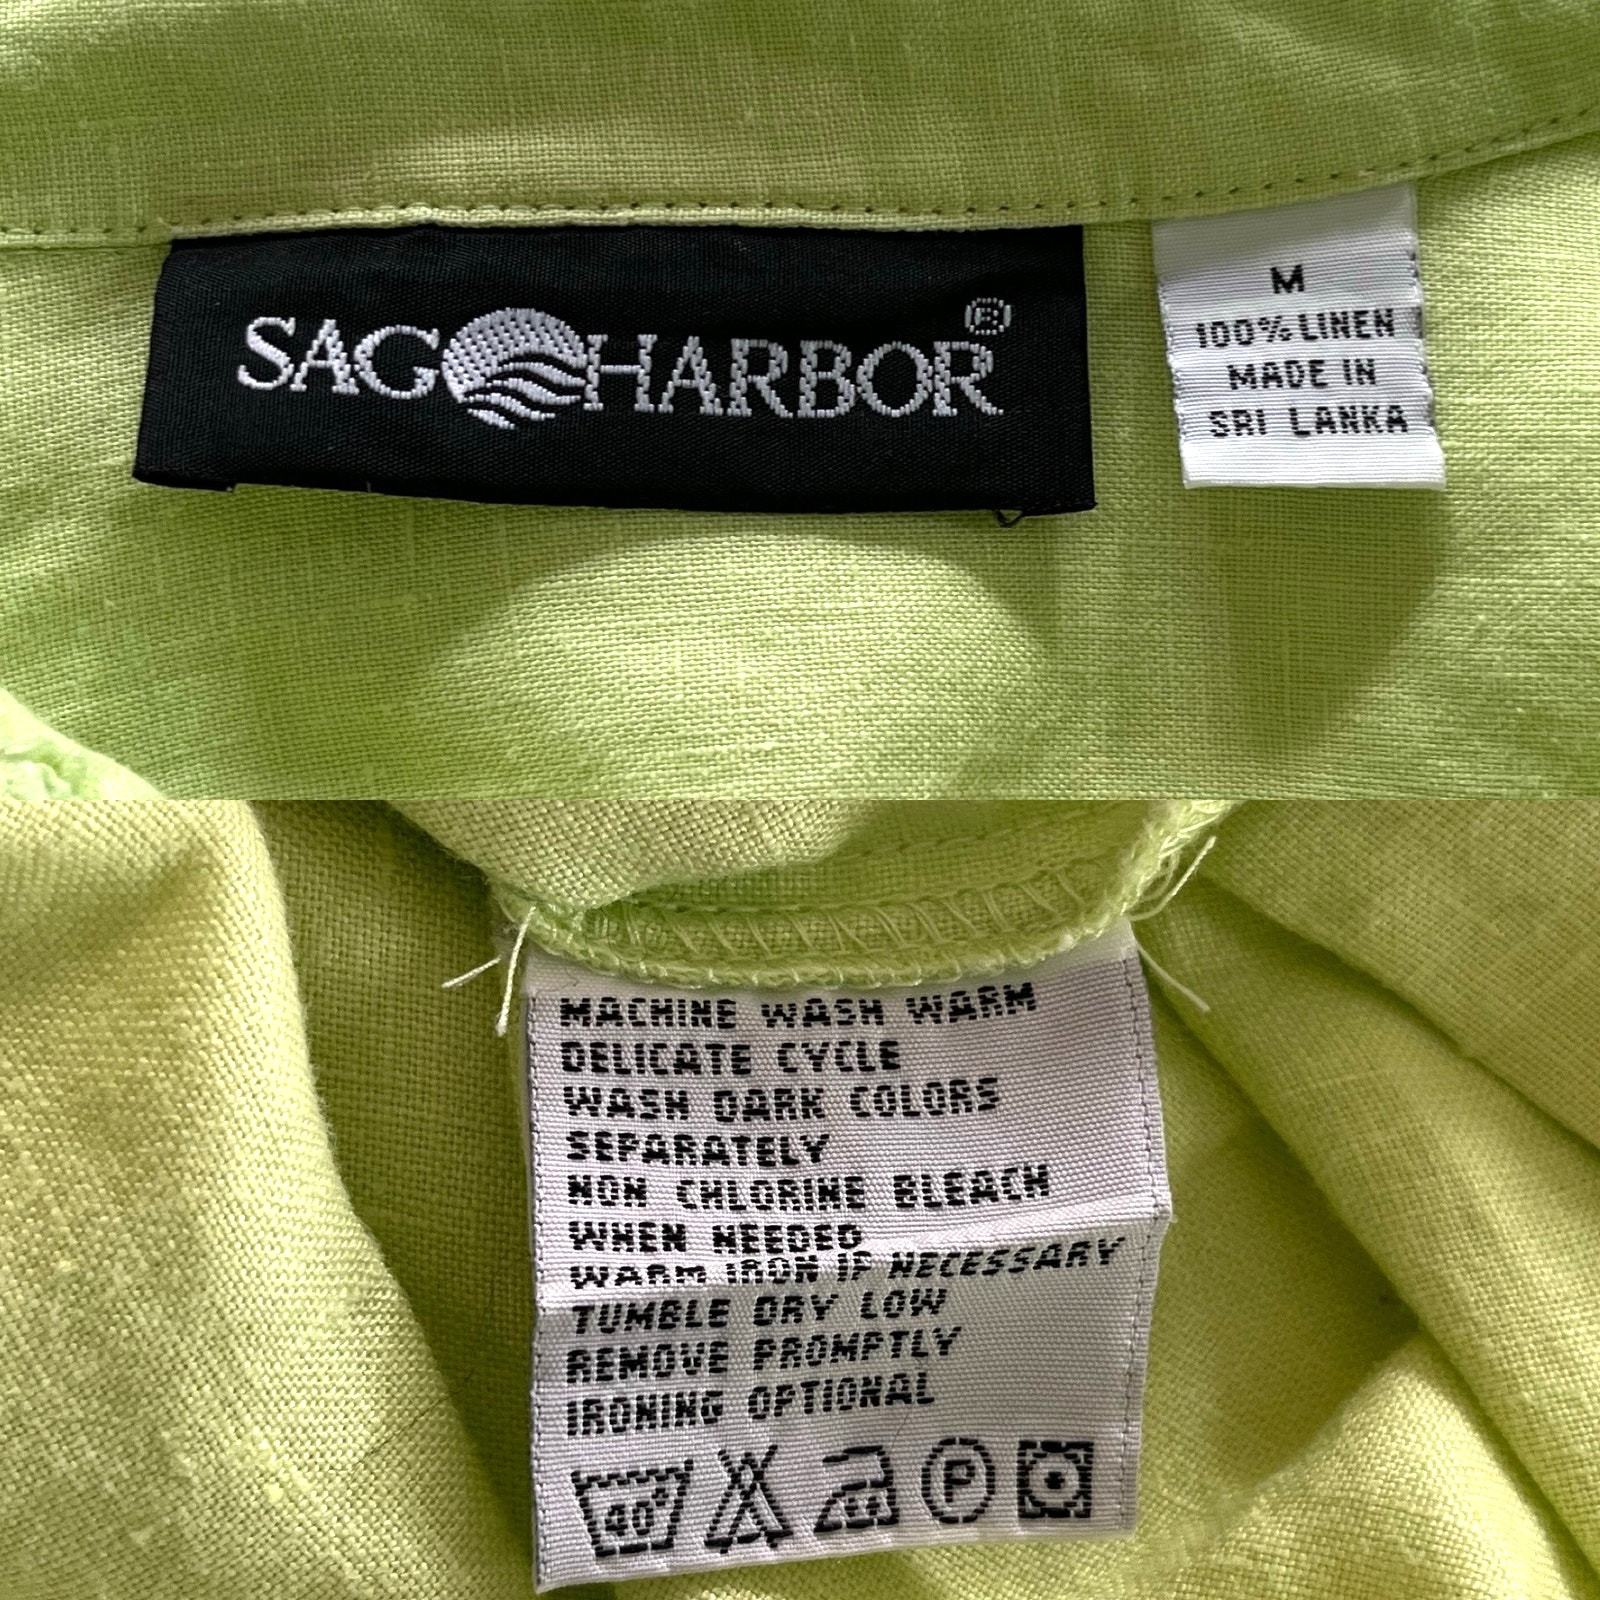 SAG HARBOR®
M
100% LINEN
MADE IN
SRI LANKA
MACHINE WASH WARM
DELICATE CYCLE
WASH DARK COLORS
SEPARATELY
NON CHLORINE BLEACH
WHEN NEEDED
WARM IRON IF NECESSARY
TUMBLE DRY LOW
REMOVE PROMPTLY
IRONING OPTIONAL
40° P